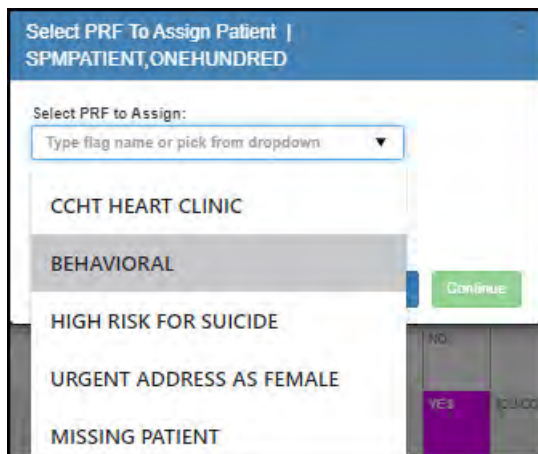 Select PRF To Assign Patient |
SPMPATIENT,ONEHUNDRED
Select PRF to Assign:
Type flag name or pick from dropdown
CCHT HEART CLINIC
BEHAVIORAL
Continue
HIGH RISK FOR SUICIDE
NO
URGENT ADDRESS AS FEMALE
YES
MISSING PATIENT